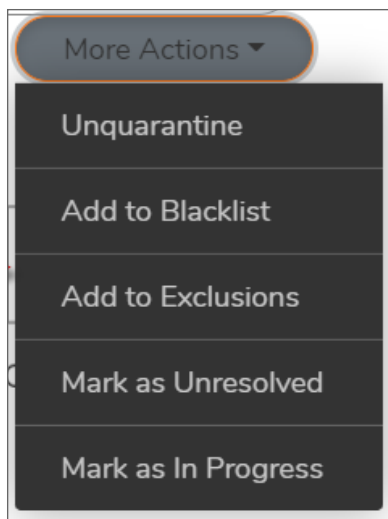 More Actions
Unquarantine
Add to Blacklist
Add to Exclusions
Mark as Unresolved
Mark as In Progress